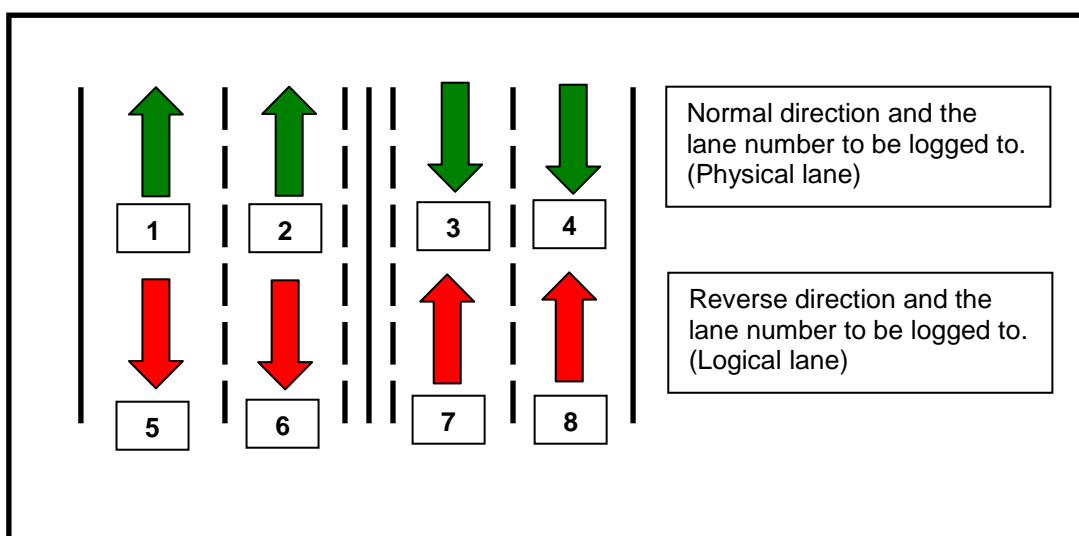 1
2
3
4
Normal direction and the
lane number to be logged to.
(Physical lane)
5
6
7
8
Reverse direction and the
lane number to be logged to.
(Logical lane)